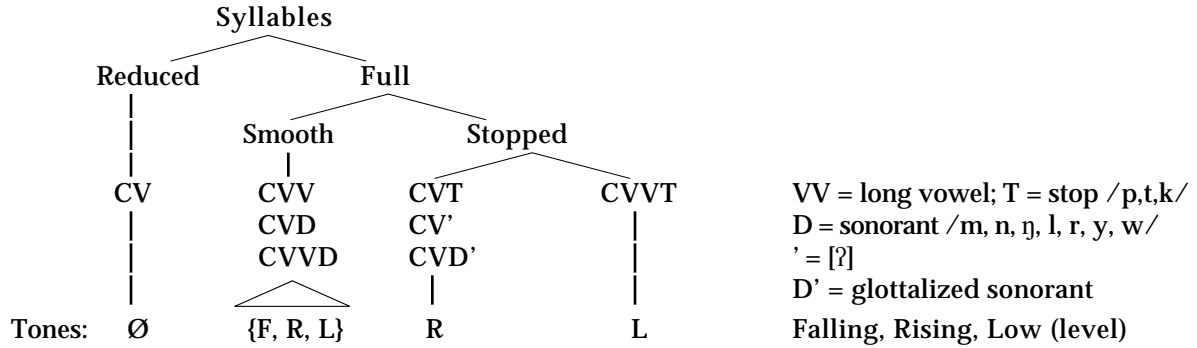 Syllables
Reduced Full
Smooth Stopped
CV CVV CVT CVVT VV = long vowel; T = stop /p,t,k/
CVD CV' D = sonorant /m, n, ŋ, l, r, y, w/
CVVD CVD' ' = [ʔ]
D' = glottalized sonorant
Tones: Ø {F, R, L} R L Falling, Rising, Low (level)